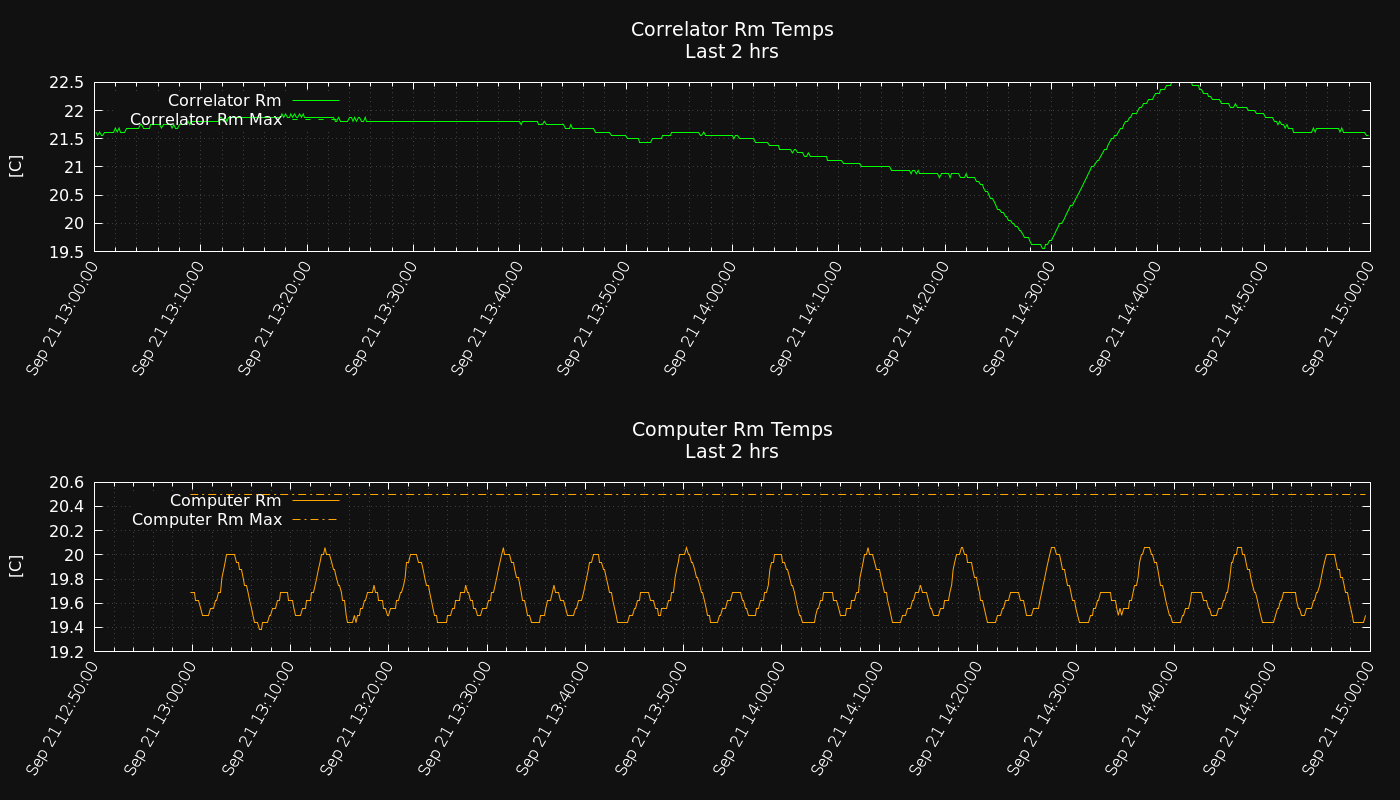 Correlator Rm Temps
Last 2 hrs
22.5
22
21.5
21
20.5
20
19.5
[C]
Correlator Rm
Correlator Rm Max
Sep 21 13:00:00
Sep 21 13:10:00
Sep 21 13:20:00
Sep 21 13:30:00
Sep 21 13:40:00
Sep 21 13:50:00
Sep 21 14:00:00
Sep 21 14:10:00
Sep 21 14:20:00
Sep 21 14:30:00
Sep 21 14:40:00
Sep 21 14:50:00
Sep 21 15:00:00
Computer Rm Temps
Last 2 hrs
20.6
20.4
20.2
20
19.8
19.6
19.4
19.2
[C]
Computer Rm
Computer Rm Max
Sep 21 12:50:00
Sep 21 13:00:00
Sep 21 13:10:00
Sep 21 13:20:00
Sep 21 13:30:00
Sep 21 13:40:00
Sep 21 13:50:00
Sep 21 14:00:00
Sep 21 14:10:00
Sep 21 14:20:00
Sep 21 14:30:00
Sep 21 14:40:00
Sep 21 14:50:00
Sep 21 15:00:00